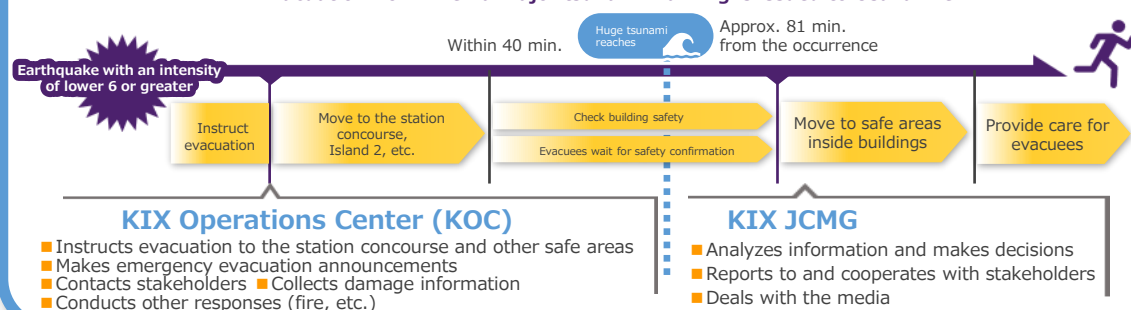 Within 40 min.
Huge tsunami
reaches
Approx. 81 min.
from the occurrence
Earthquake with an intensity
of lower 6 or greater
Instruct
evacuation
Move to the station
concourse,
Island 2, etc.
Check building safety
Evacuees wait for safety confirmation
Move to safe areas
inside buildings
Provide care for
evacuees
KIX Operations Center (KOC)
■ Instructs evacuation to the station concourse and other safe areas
■ Makes emergency evacuation announcements
■ Contacts stakeholders ■ Collects damage information
■ Conducts other responses (fire, etc.)
KIX JCMG
■ Analyzes information and makes decisions
■ Reports to and cooperates with stakeholders
■ Deals with the media